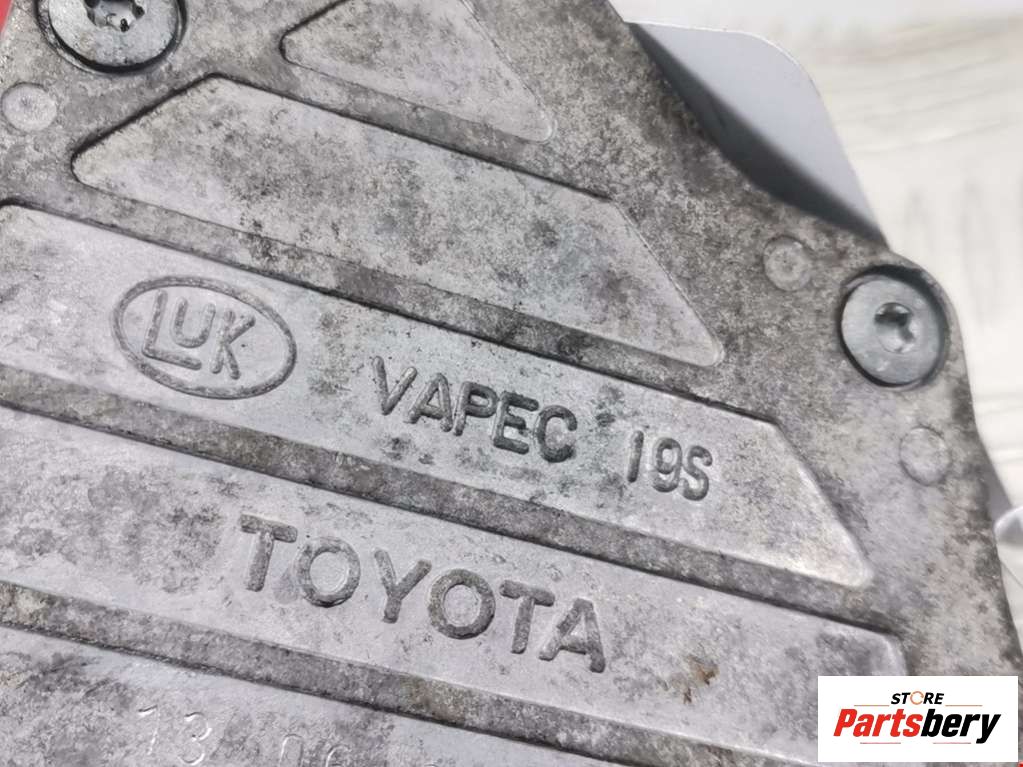 LUK VAPEC 19S
TOYOTA
STORE
Partsbery